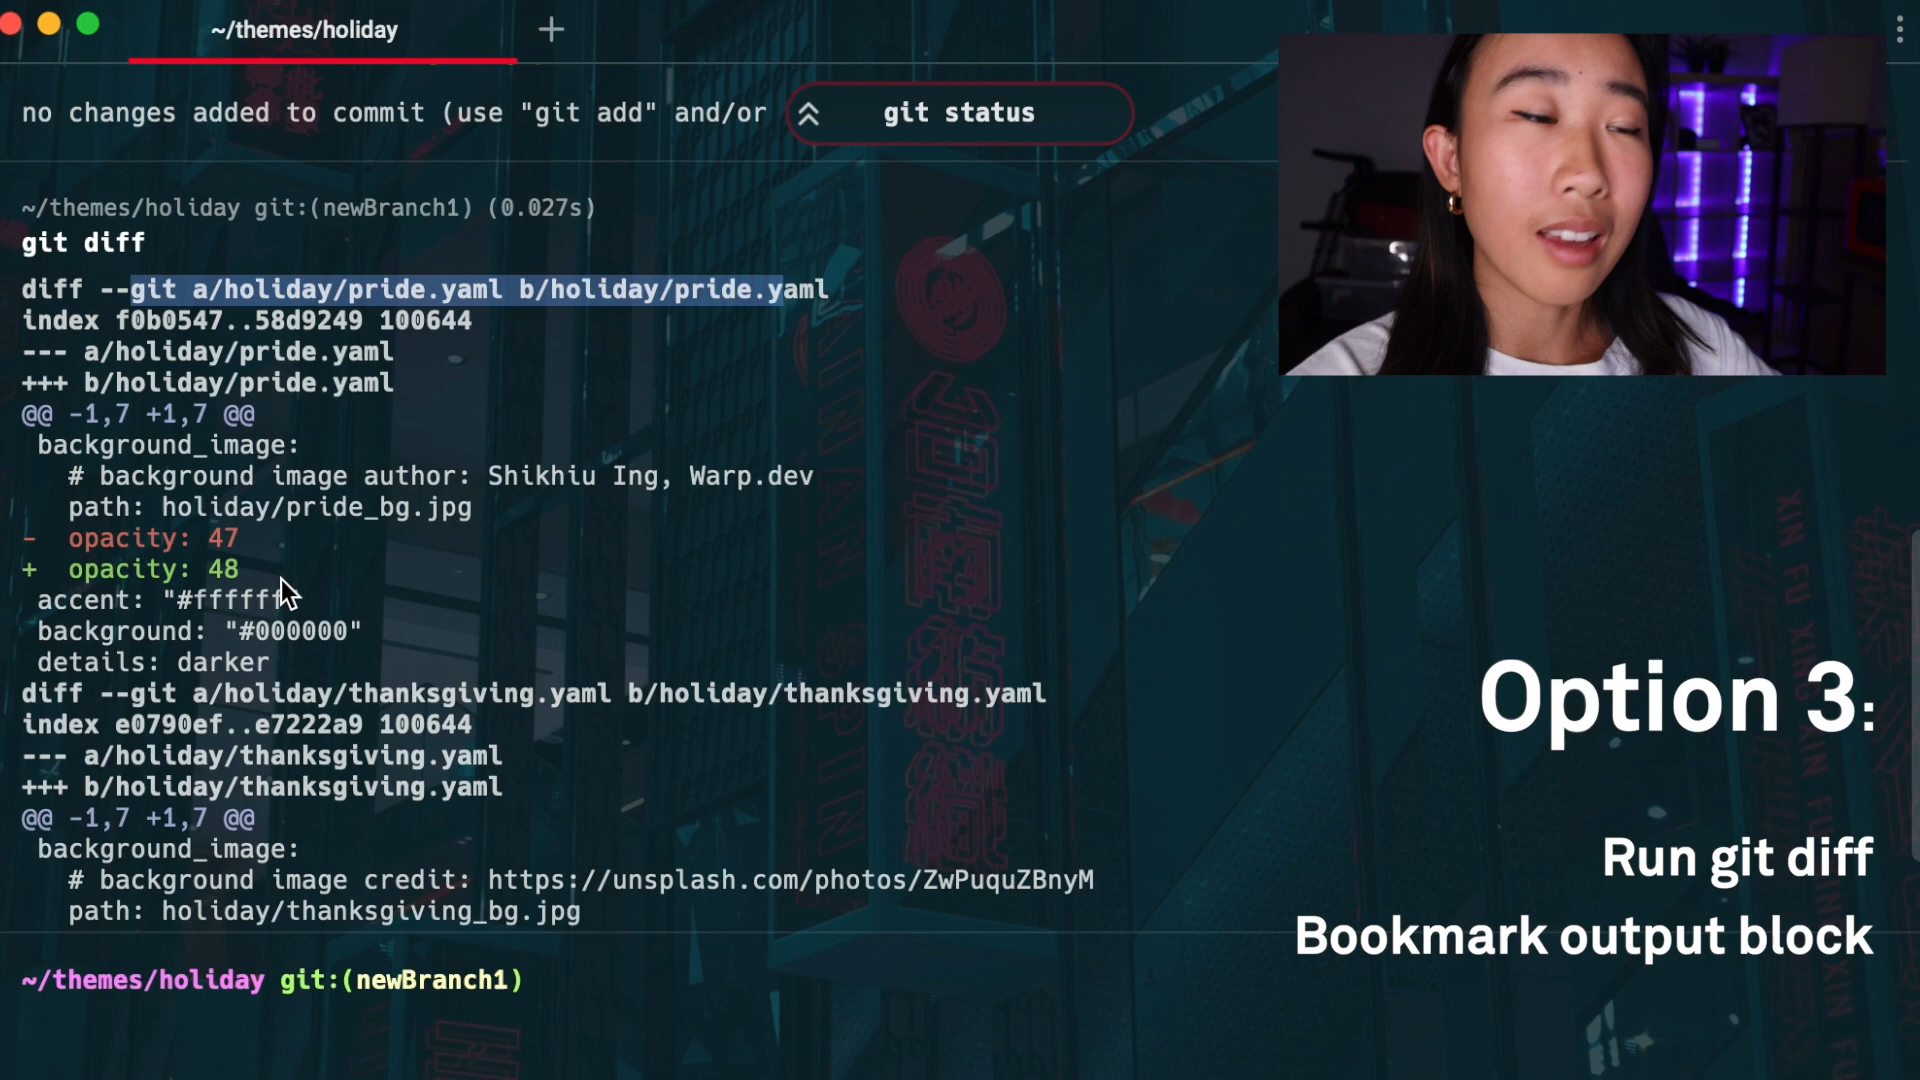 ~/themes/holiday
no changes added to commit (use "git add" and/or
git status
~/themes/holiday git:(newBranch1) (0.027s)
git diff
diff --git a/holiday/pride.yaml b/holiday/pride.yaml
index f0b0547..58d9249 100644
--- a/holiday/pride.yaml
+++ b/holiday/pride.yaml
@@ -1,7 +1,7 @@
background_image:
# background image author: Shikhiu Ing, Warp.dev
path: holiday/pride_bg.jpg
- opacity: 47
+ opacity: 48
accent: "#ffffff
background: "#000000"
details: darker
diff --git a/holiday/thanksgiving.yaml b/holiday/thanksgiving.yaml
index e0790ef..e7222a9 100644
--- a/holiday/thanksgiving.yaml
+++ b/holiday/thanksgiving.yaml
@@ -1,7 +1,7 @@
background_image:
# background image credit: https://unsplash.com/photos/ZwPuquZBnyM
path: holiday/thanksgiving_bg.jpg
~/themes/holiday git:(newBranch1)
Option 3:
Run git diff
Bookmark output block
XIN FU XING